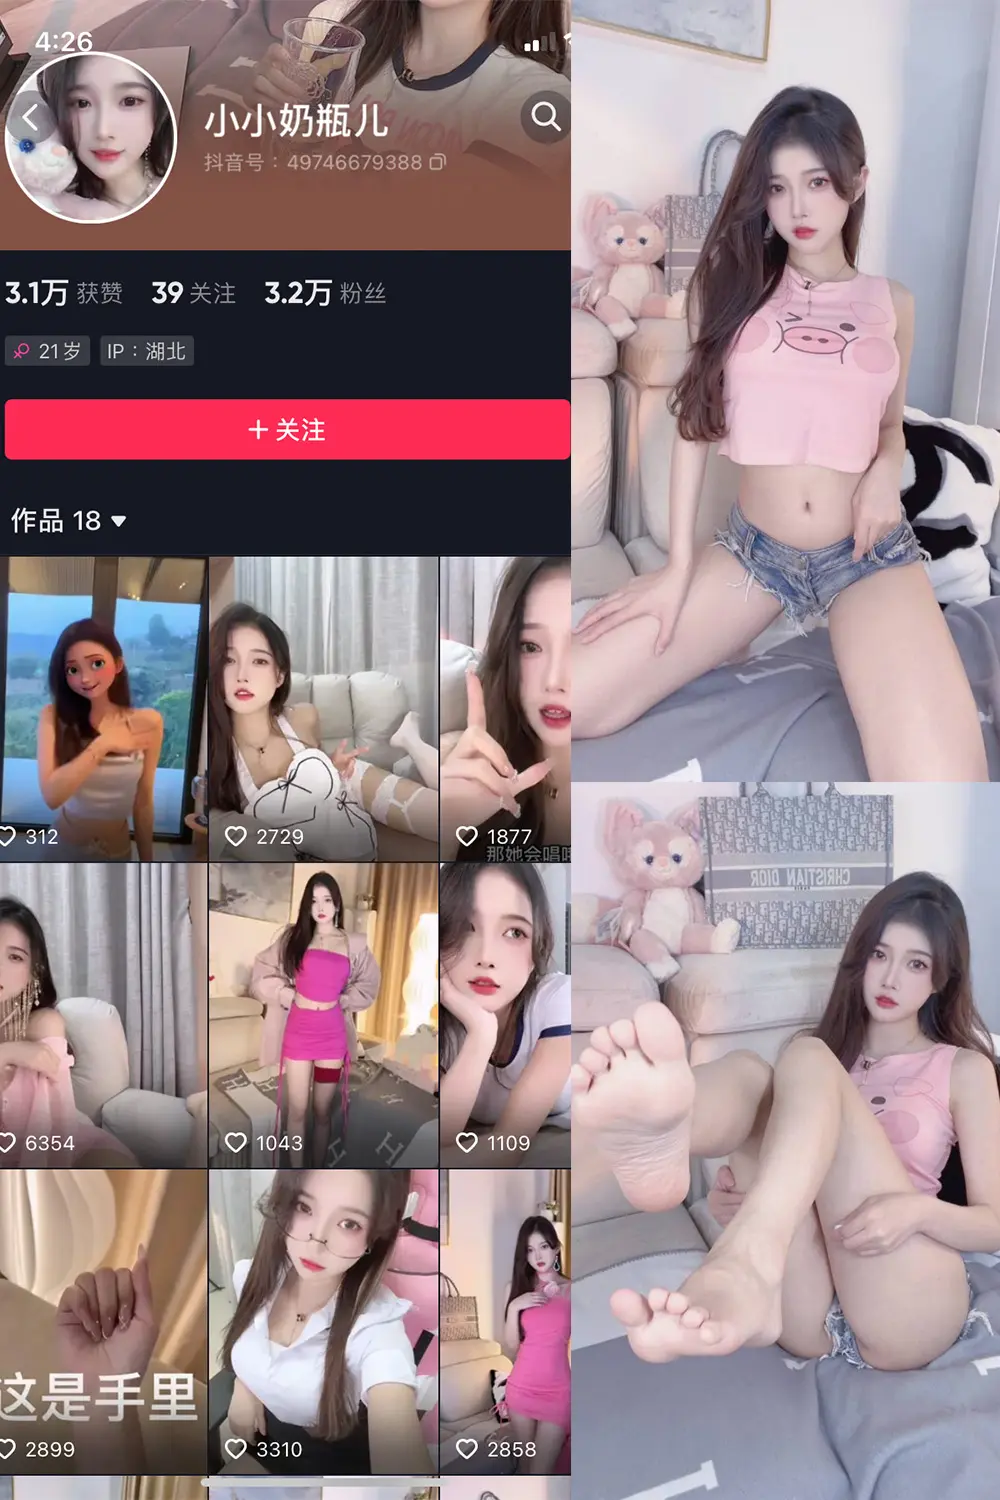 4:26
小小奶瓶儿
抖音号：49746679388
3.1万 获赞 39 关注 3.2万 粉丝
21岁 IP：湖北
+ 关注
作品 18
312
2729
那她会唱
1877
6354
1043
1109
这是手里
2899
3310
2858
CHRISTIAN DIOR